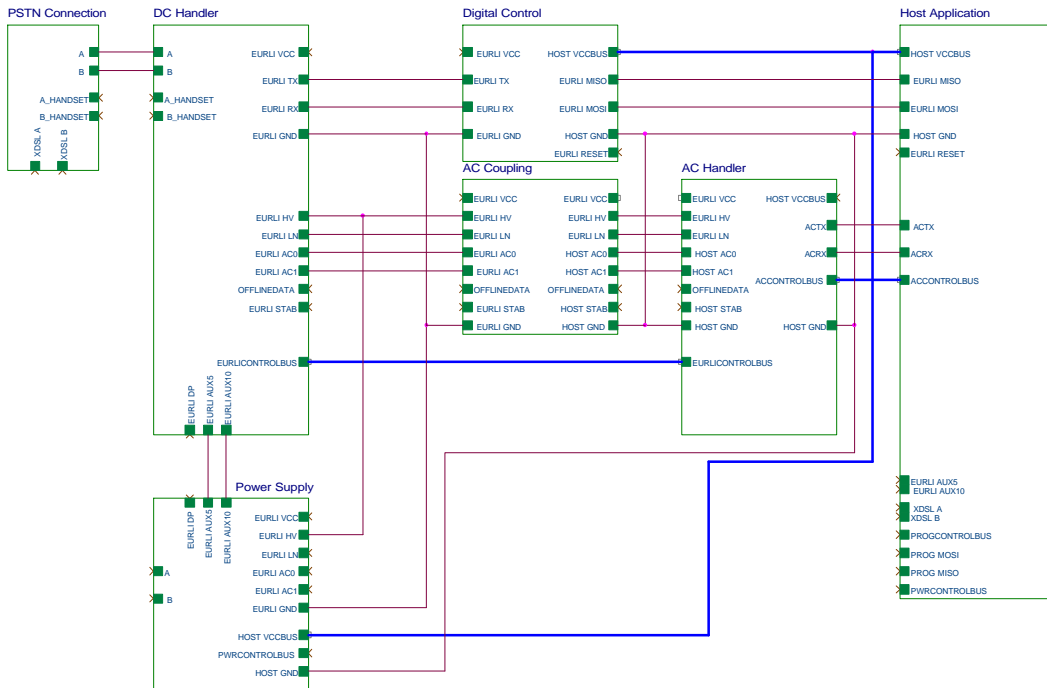 PSTN Connection
A
B
A_HANDSET
B_HANDSET
XDSL A
XDSL B
DC Handler
A
B
A_HANDSET
B_HANDSET
EURLI VCC
EURLI TX
EURLI RX
EURLI GND
EURLI HV
EURLI LN
EURLI AC0
EURLI AC1
OFFLINEDATA
EURLI STAB
EURLICONTROLBUS
EURLI DP
EURLI AUX5
EURLI AUX10
Digital Control
EURLI VCC
EURLI TX
EURLI RX
EURLI GND
HOST VCCBUS
EURLI MISO
EURLI MOSI
HOST GND
EURLI RESET
AC Coupling
EURLI VCC
EURLI HV
EURLI LN
EURLI AC0
EURLI AC1
OFFLINEDATA
EURLI STAB
EURLI GND
EURLI VCC
EURLI HV
EURLI LN
HOST AC0
HOST AC1
OFFLINEDATA
HOST STAB
HOST GND
AC Handler
EURLI VCC
EURLI HV
EURLI LN
HOST AC0
HOST AC1
OFFLINEDATA
HOST STAB
HOST GND
EURLICONTROLBUS
HOST VCCBUS
ACTX
ACRX
ACCONTROLBUS
HOST GND
Host Application
HOST VCCBUS
EURLI MISO
EURLI MOSI
HOST GND
EURLI RESET
ACTX
ACRX
ACCONTROLBUS
EURLI AUX5
EURLI AUX10
XDSL A
XDSL B
PROGCONTROLBUS
PROG MOSI
PROG MISO
PWRCONTROLBUS
Power Supply
EURLI DP
EURLI AUX5
EURLI AUX10
A
B
EURLI VCC
EURLI HV
EURLI LN
EURLI AC0
EURLI AC1
EURLI GND
HOST VCCBUS
PWRCONTROLBUS
HOST GND